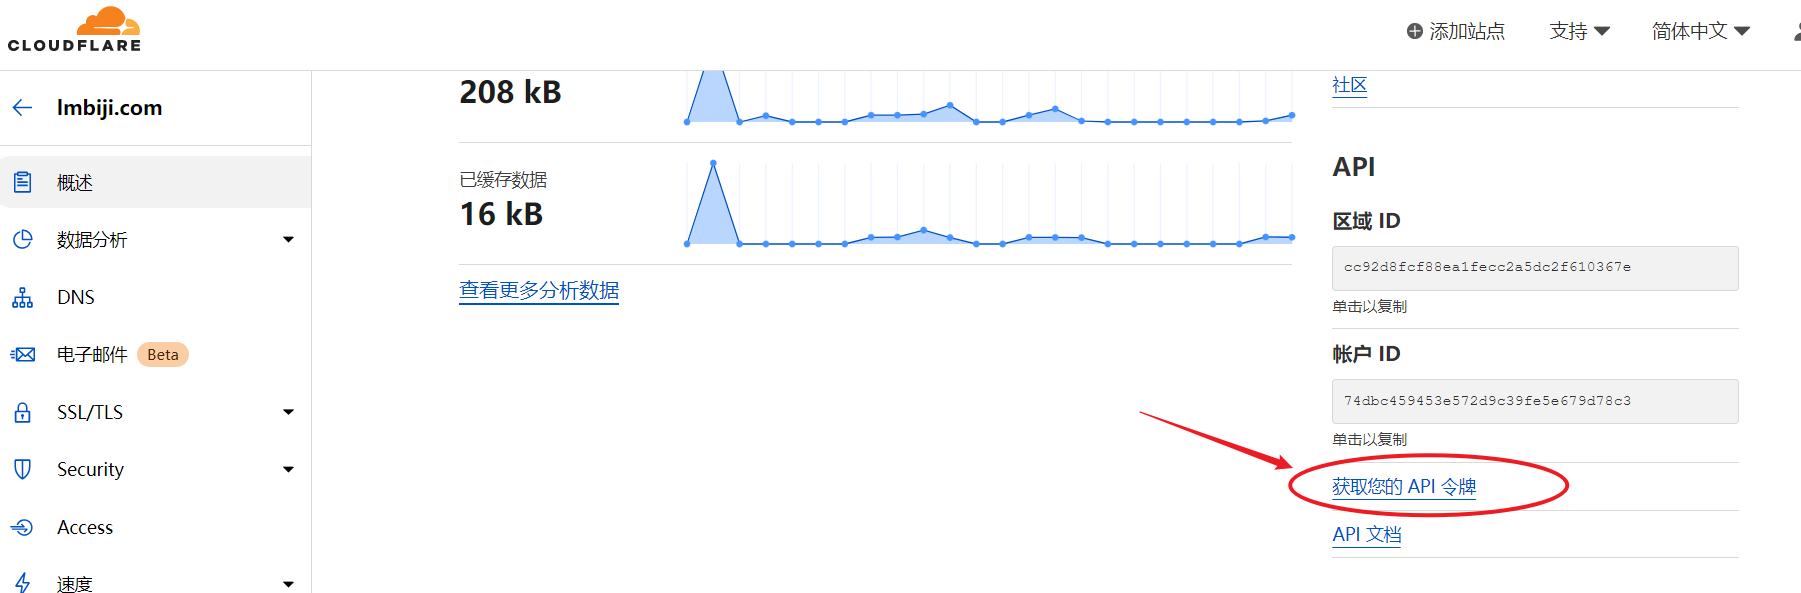 CLOUDFLARE
添加站点
支持
简体中文
lmbiji.com
概述
数据分析
DNS
电子邮件 Beta
SSL/TLS
Security
Access
速度
208 kB
已缓存数据
16 kB
查看更多分析数据
社区
API
区域 ID
cc92d8fcf88ea1fecc2a5dc2f610367e
单击以复制
帐户 ID
74dbc459453e572d9c39fe5e679d78c3
单击以复制
获取您的 API 令牌
API 文档